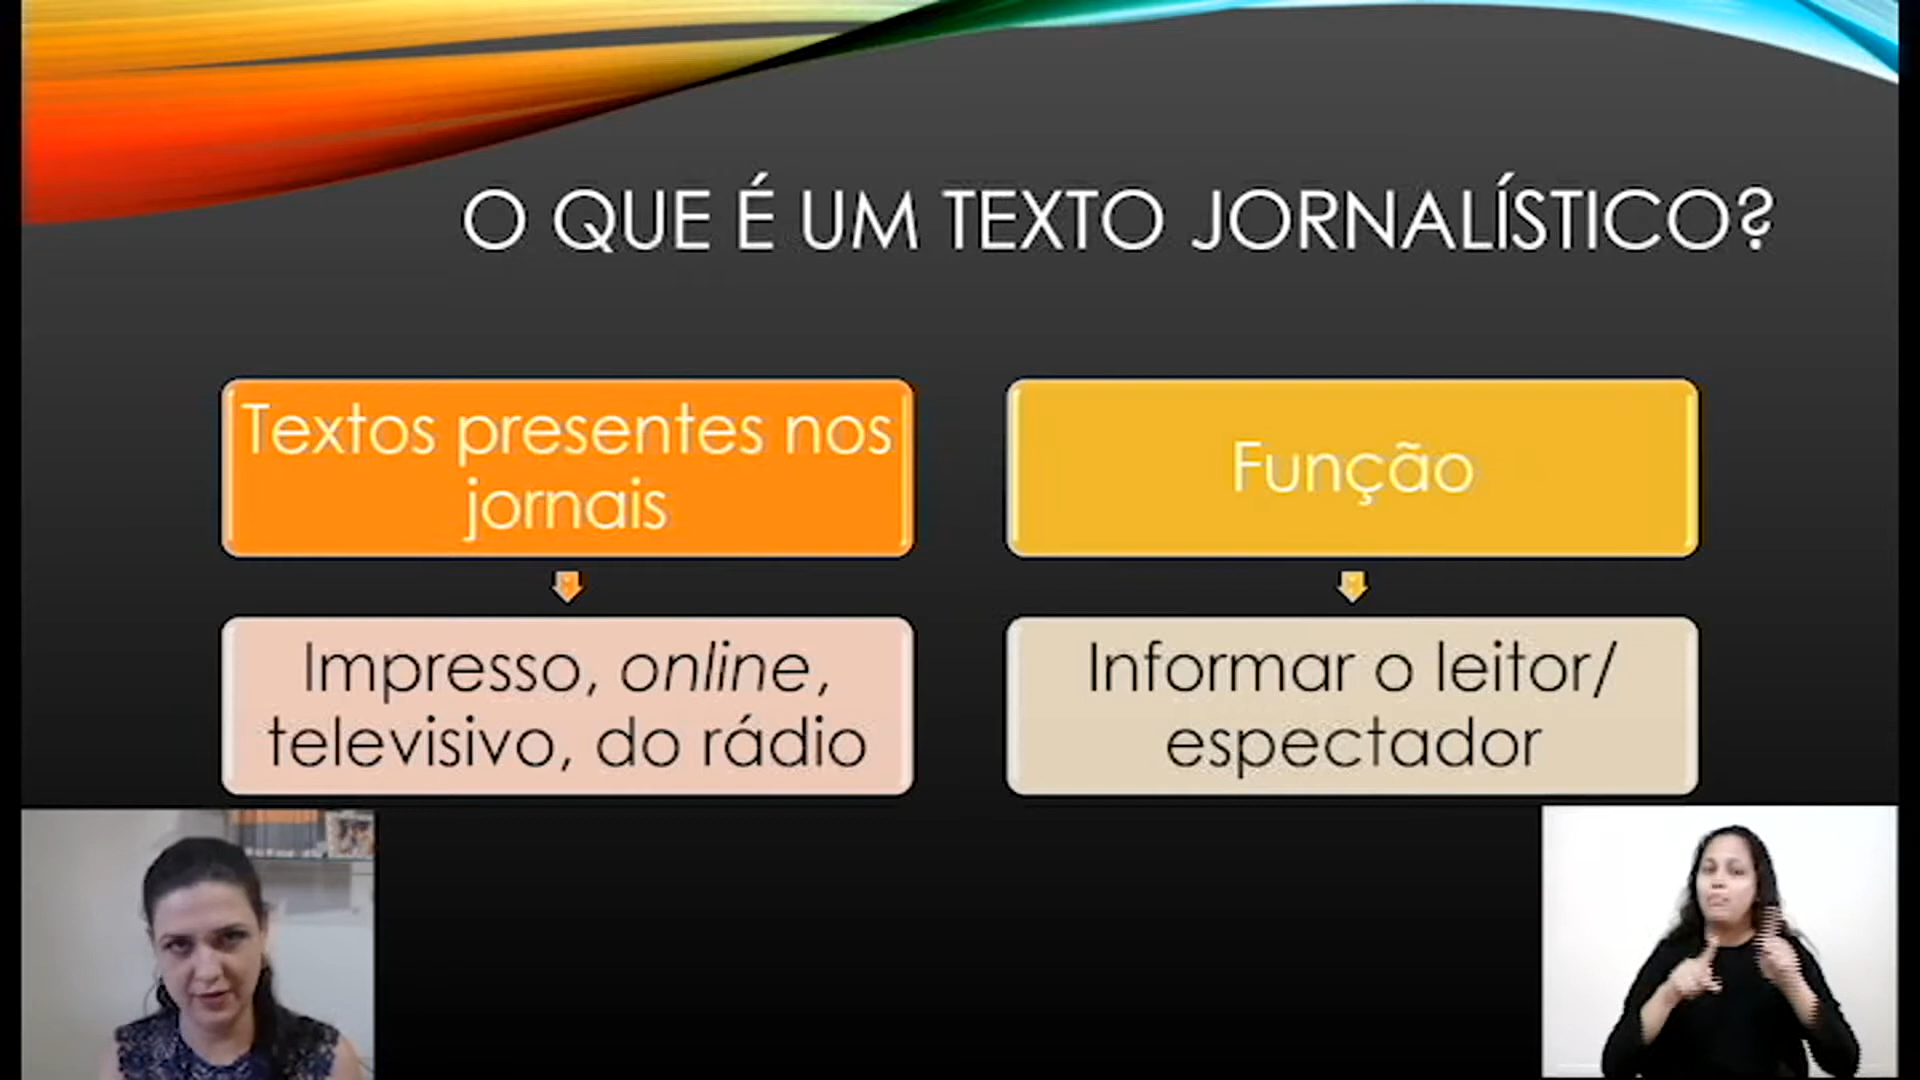 O QUE É UM TEXTO JORNALÍSTICO?
Textos presentes nos
jornais
Impresso, online,
televisivo, do rádio
Função
Informar o leitor/
espectador